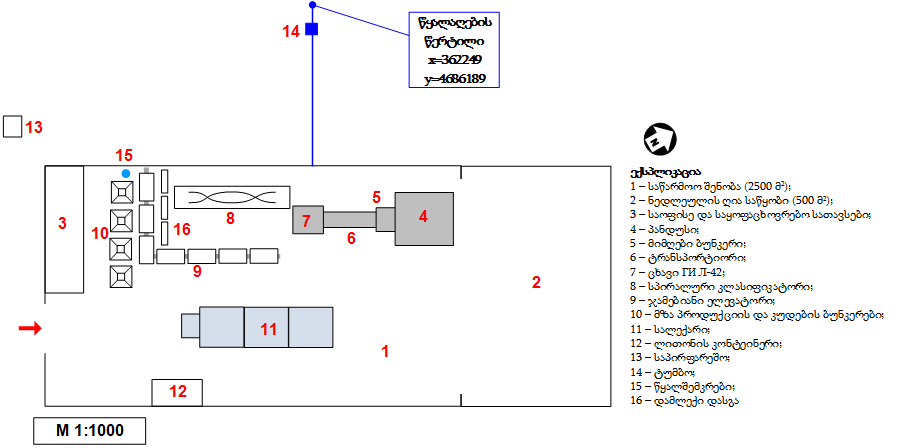 წყალაღების
წერტილი
x=362249
y=4686189
14
13
15
3
10
16
8
9
7
5
6
4
2
11
1
12
M 1:1000
N
ექსპლიკაცია
1 – საწარმოო შენობა (2500 მ²);
2 – ნედლეულის ღია საწყობი (500 მ²);
3 – საოფისე და საყოფაცხოვრებო სათავსები;
4 – პანდუსი;
5 – მიმღები ბუნკერი;
6 – ტრანსპორტიორი;
7 – ცხავი ГИЛ-42;
8 – სპირალური კლასიფიკატორი;
9 – ჯამებიანი ელევატორი;
10 – მზა პროდუქციის და კუდების ბუნკერები;
11 – სალექარი;
12 – ლითონის კონტეინერი;
13 – საპირფარეშო;
14 – ტუმბო;
15 – წყალშემკრები;
16 – დამლექი დასგა